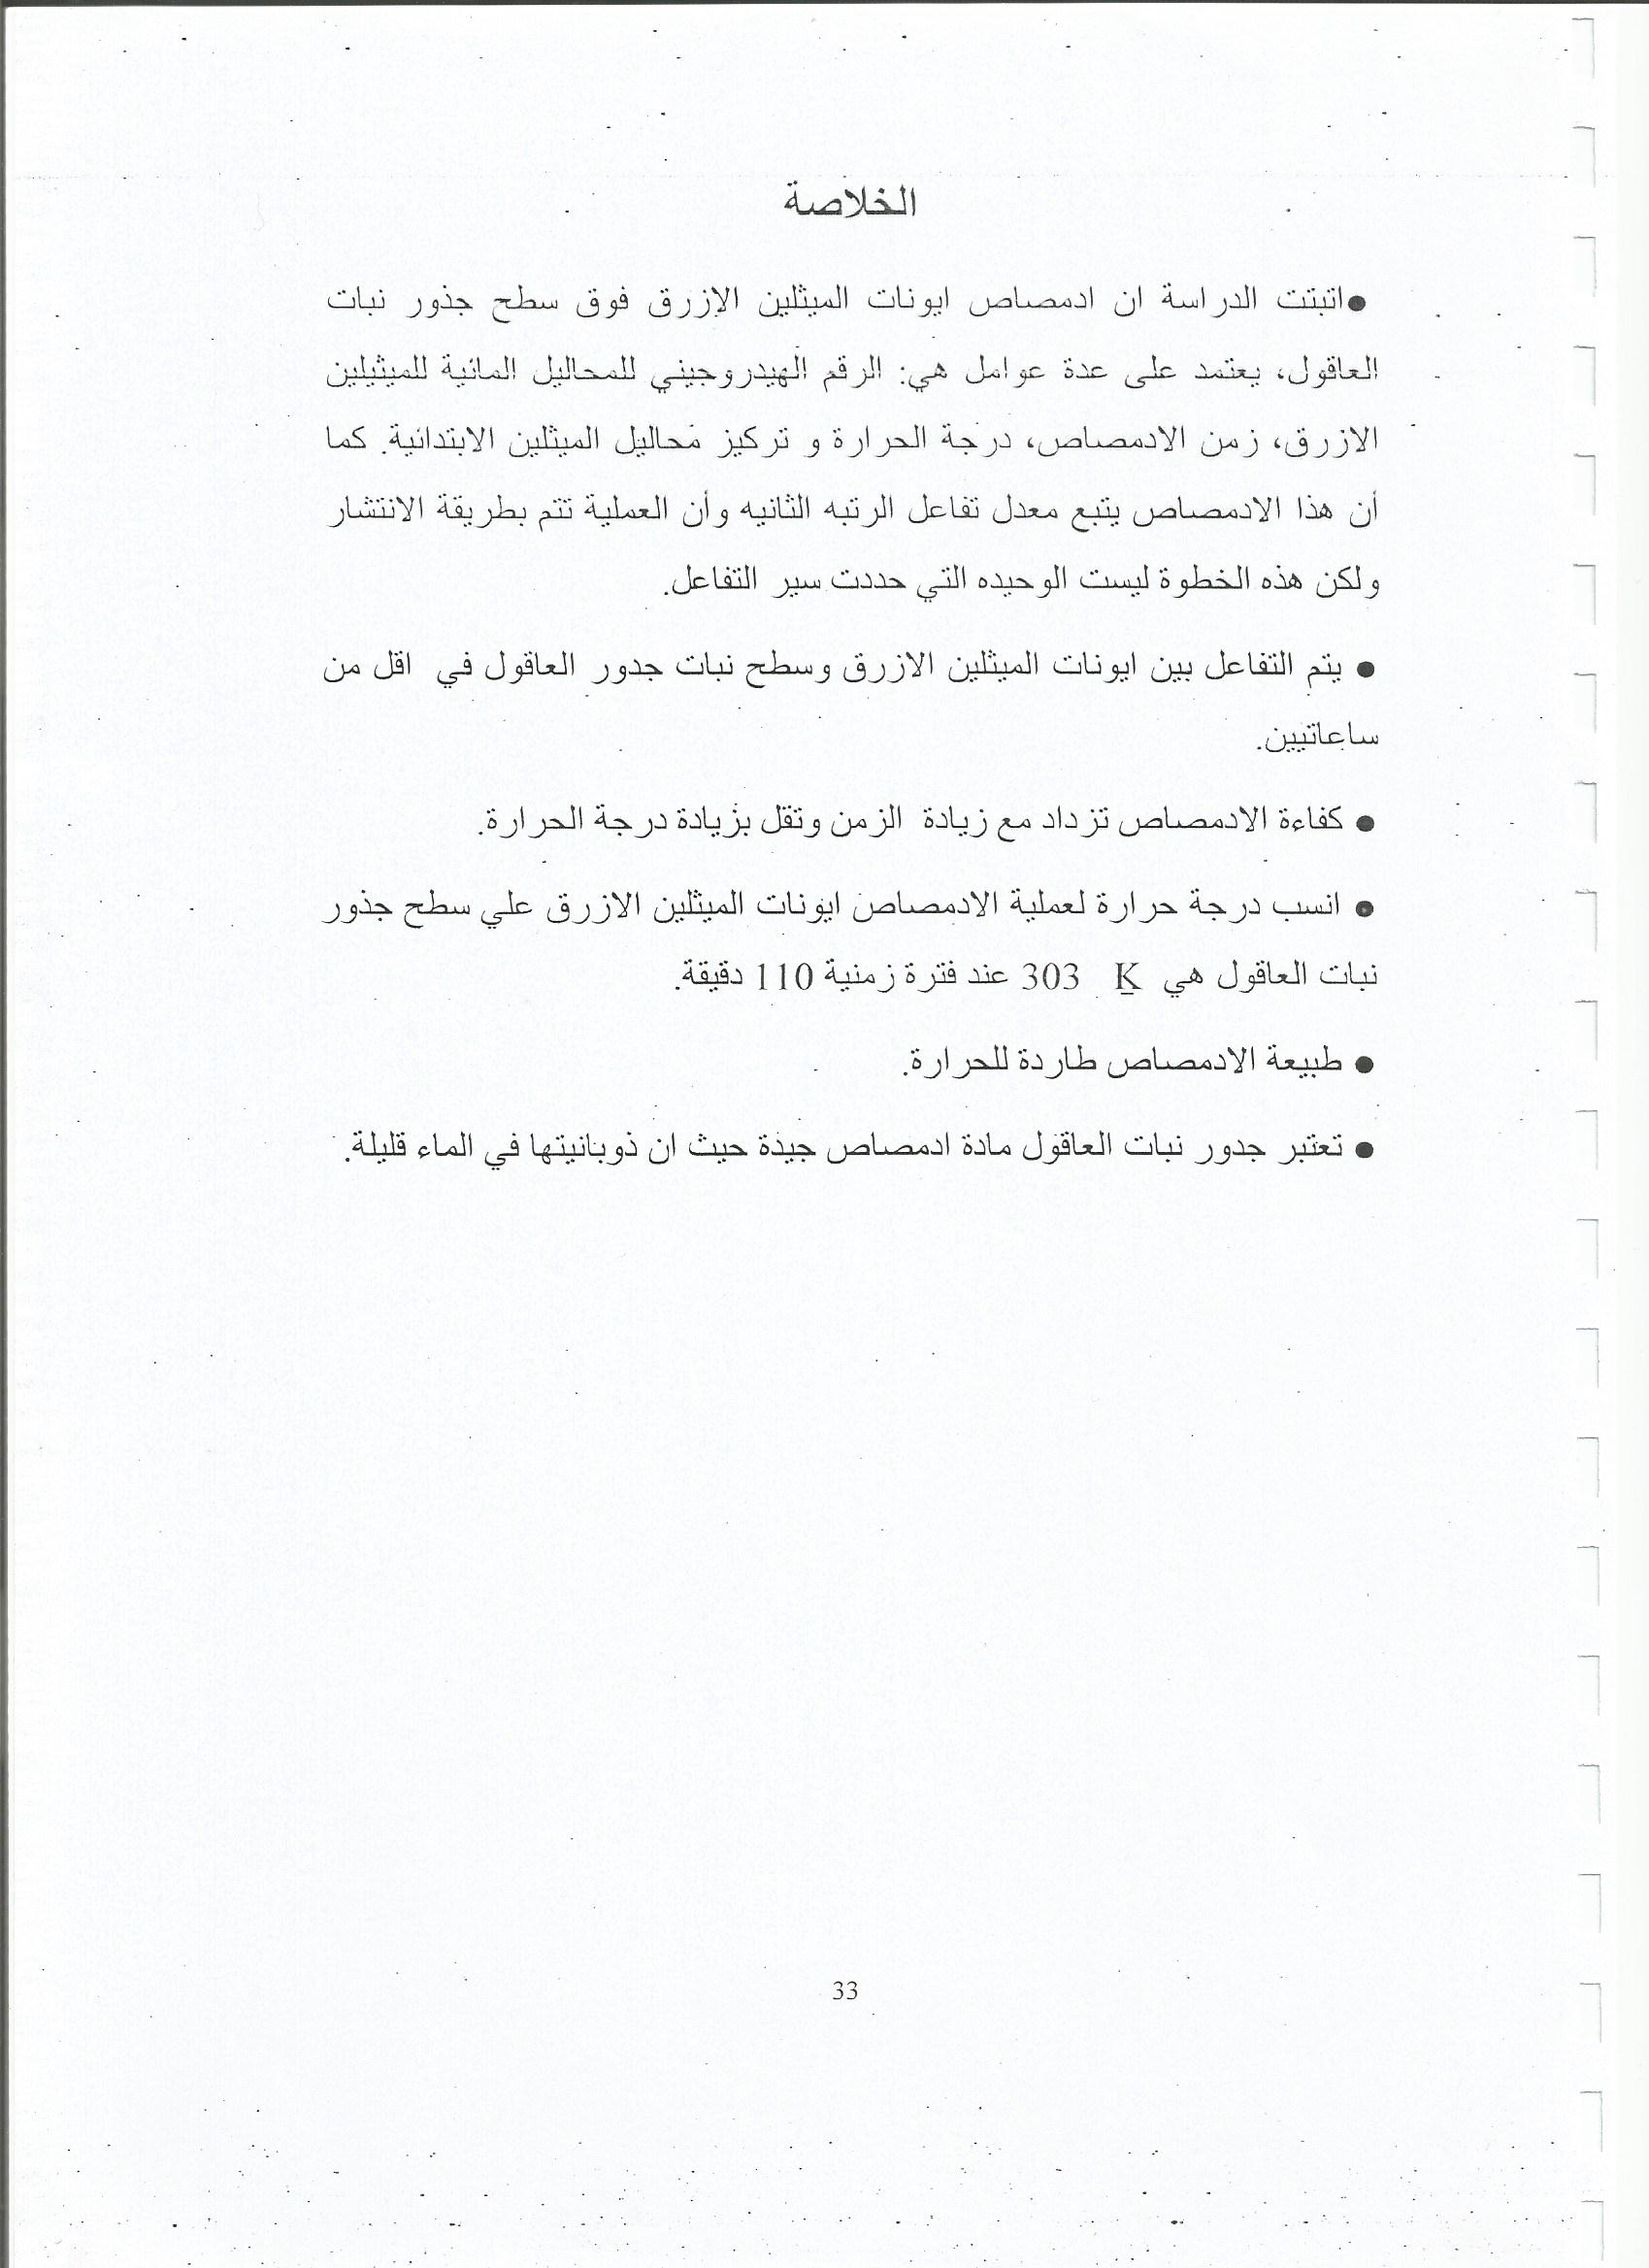 الخلاصة
●اتبتت الدراسة ان ادمصاص ايونات الميثلين الإزرق فوق سطح جذور نبات
العاقول، يعتمد على عدة عوامل هي: الرقم الهيدروجيني للمحاليل المائية للميثيلين
الازرق، زمن الادمصاص، درجة الحرارة و تركيز محاليل الميثلين الابتدائية. كما
أن هذا الادمصاص يتبع معدل تفاعل الرتبه الثانيه وأن العملية تتم بطريقة الانتشار
ولكن هذه الخطوة ليست الوحيده التي حددت سير التفاعل.
● يتم التفاعل بين ايونات الميثلين الازرق وسطح نبات جدور العاقول في اقل من
ساعاتيين.
● كفاءة الادمصاص تزداد مع زيادة الزمن وتقل بزيادة درجة الحرارة.
● انسب درجة حرارة لعملية الادمصاص ايونات الميثلين الازرق علي سطح جذور
نبات العاقول هي K 303 عند فترة زمنية 110 دقيقة.
● طبيعة الادمصاص طاردة للحرارة.
● تعتبر جدور نبات العاقول مادة ادمصاص جيدة حيث ان ذوبانيتها في الماء قليلة.
33